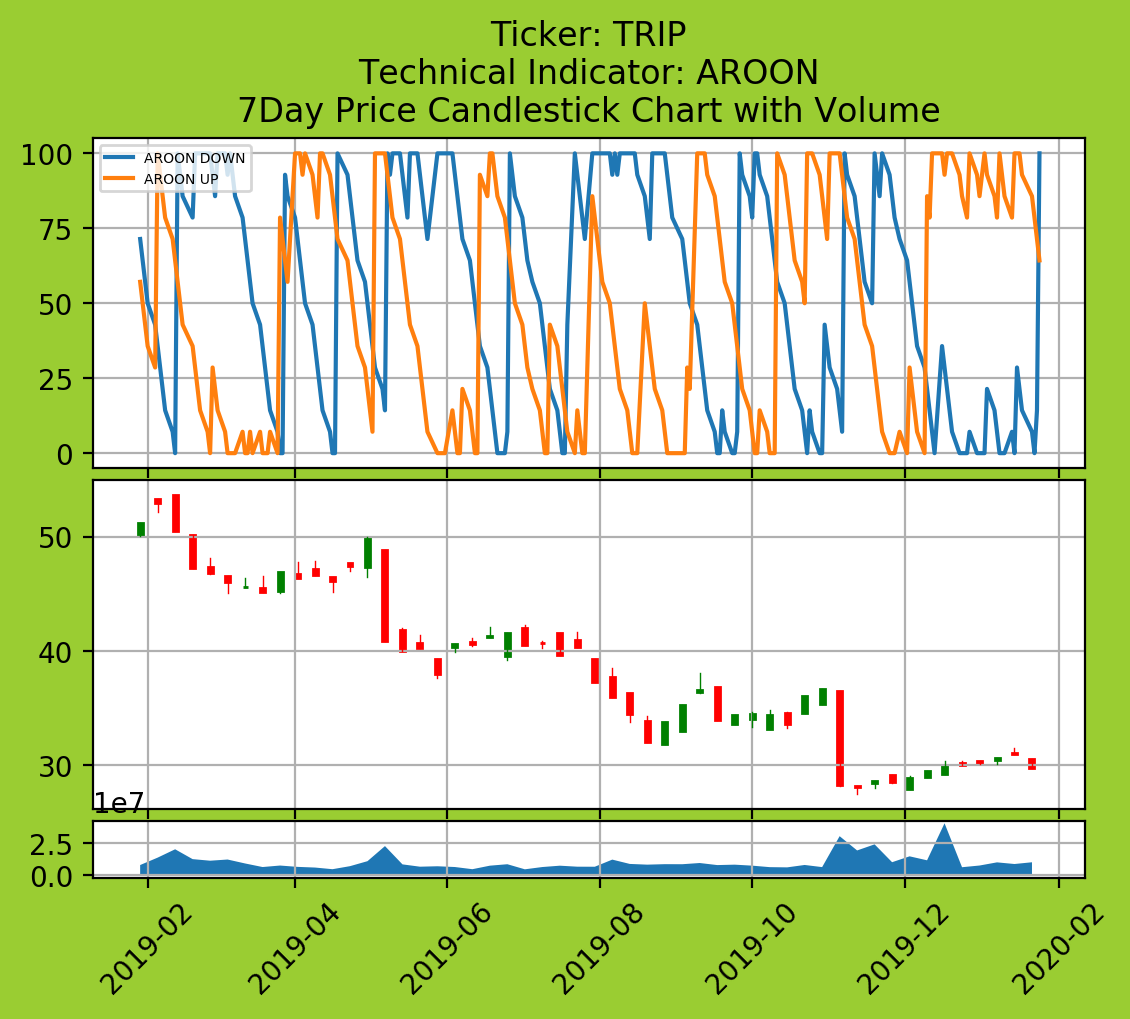 Ticker: TRIP
Technical Indicator: AROON
7Day Price Candlestick Chart with Volume
100
75
50
25
0
AROON DOWN
AROON UP
50
40
30
1e7
2.5
0.0
2019-02
2019-04
2019-06
2019-08
2019-10
2019-12
2020-02